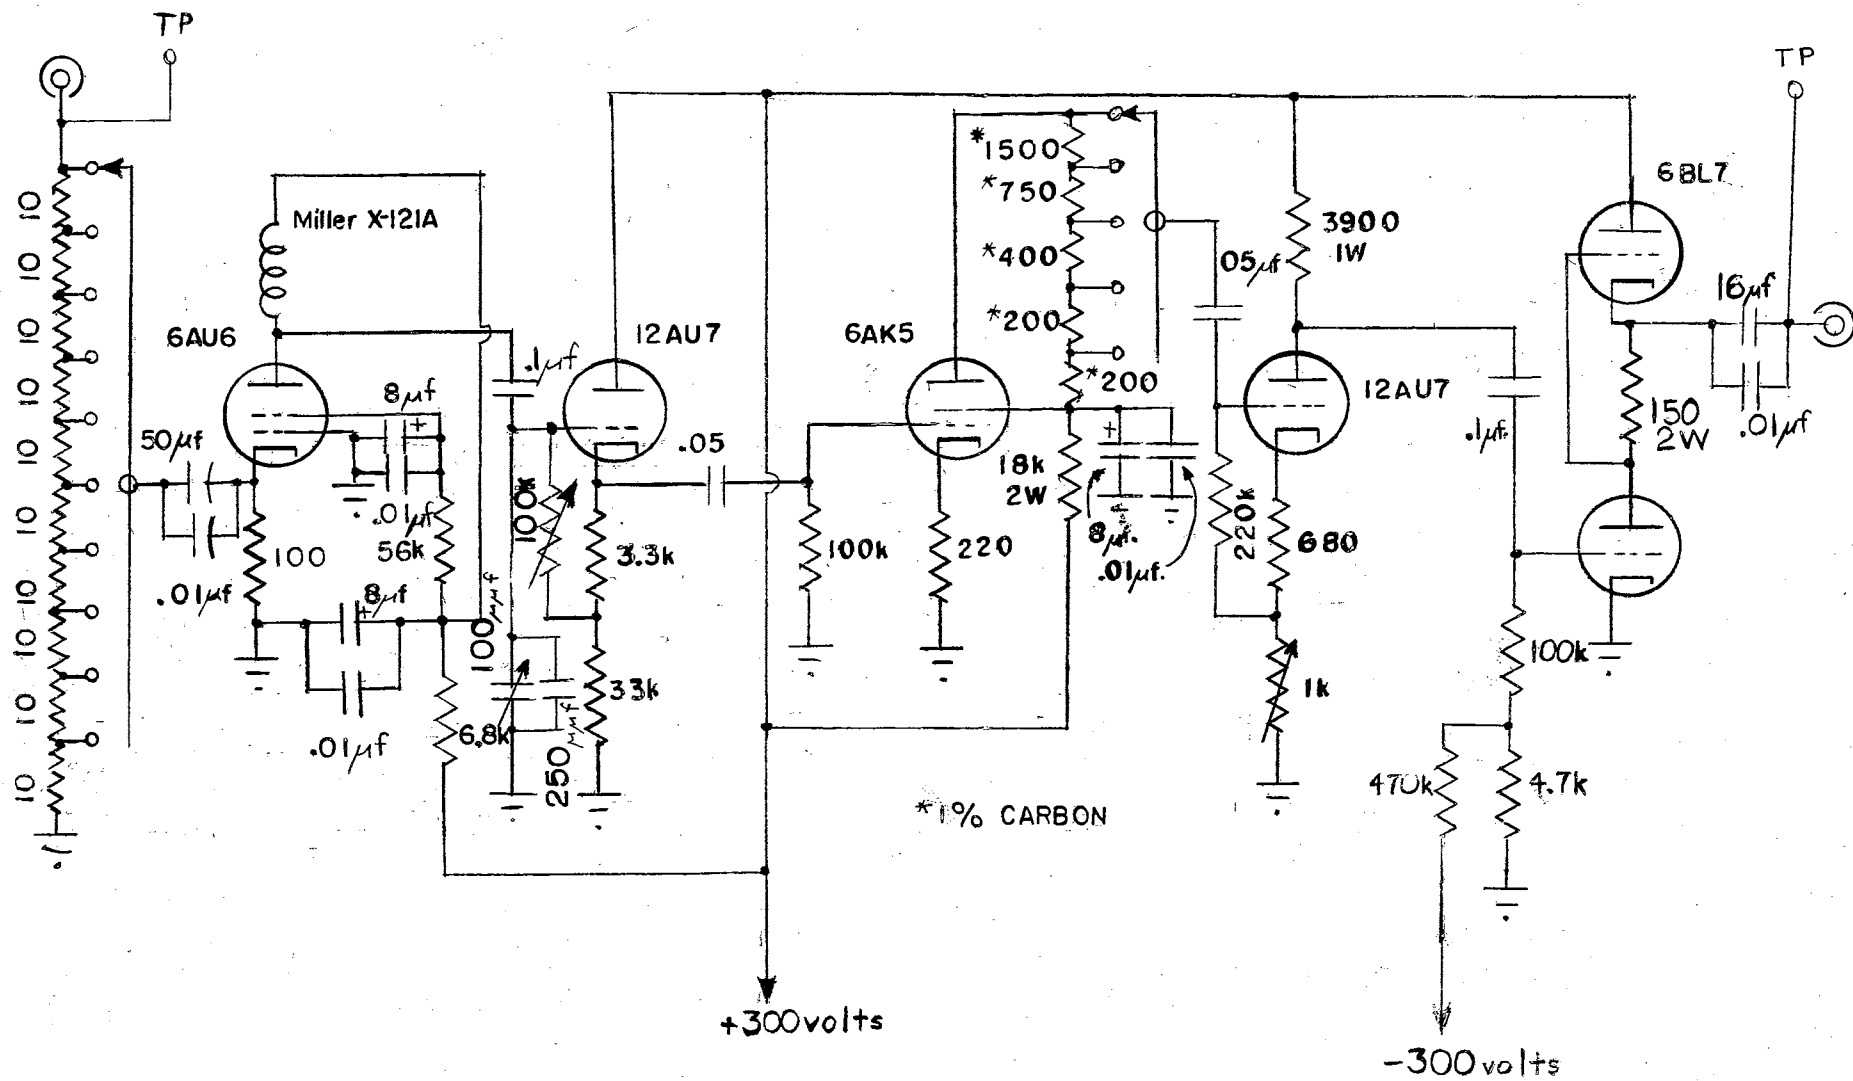 TP
TP
10
10
10
10
10
10
10
10
10
10
Miller X-121A
6AU6
8µf
+
50µf
.01µf
.01µf
56k
100
8µf
+
.01µf
6.8k
.1µf
12AU7
100k
3.3k
100µµf
33k
250µµf
.05
100k
6AK5
*1500
*750
*400
*200
*200
18k
2W
220
+
8µf.
.01µf.
05µf
3900
1W
12AU7
220k
680
1k
.1µf.
6BL7
16µf
.01µf
150
2W
100k
470k
4.7k
*1% CARBON
+300volts
-300volts